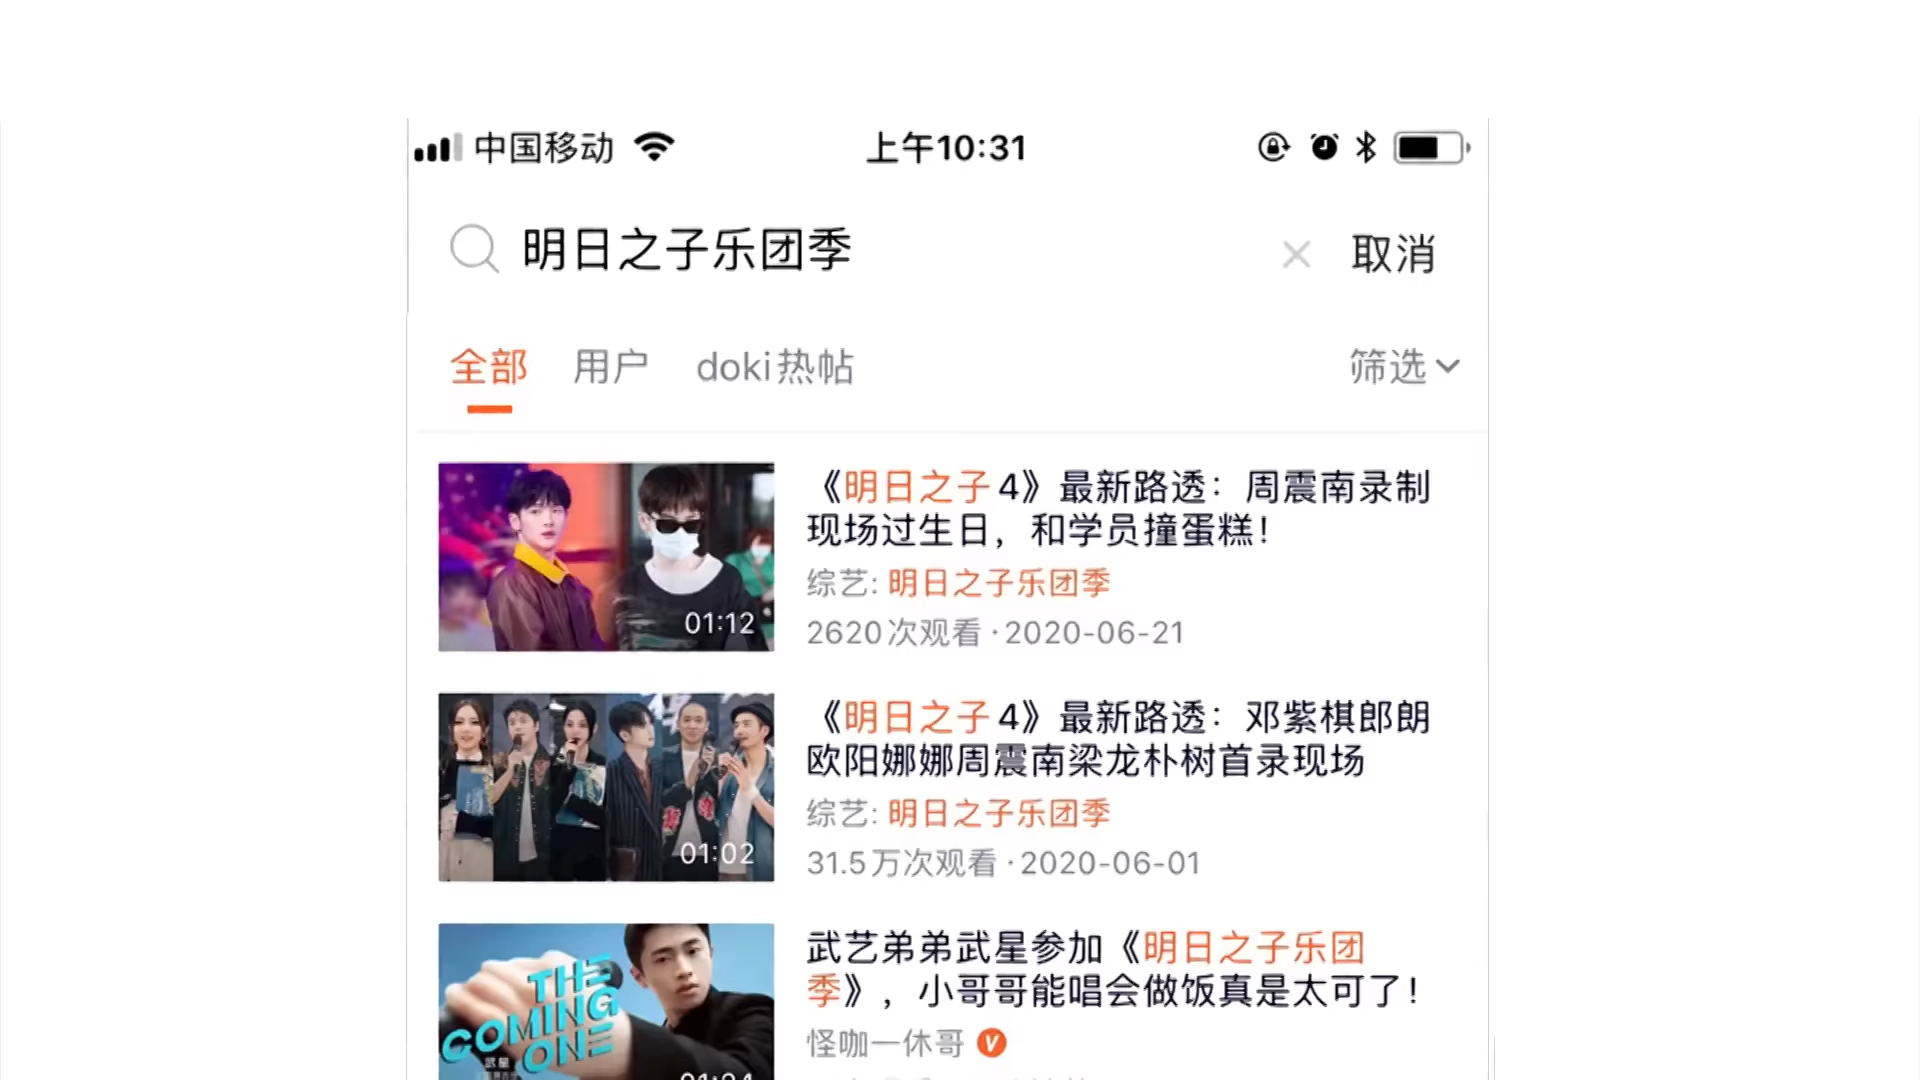 中国移动
上午10:31
明日之子乐团季
取消
全部
用户
doki热帖
筛选
《明日之子4》最新路透：周震南录制
现场过生日，和学员撞蛋糕！
综艺: 明日之子乐团季
2620次观看·2020-06-21
01:12
《明日之子4》最新路透：邓紫棋郎朗
欧阳娜娜周震南梁龙朴树首录现场
综艺: 明日之子乐团季
31.5万次观看·2020-06-01
01:02
武艺弟弟武星参加《明日之子乐团
季》，小哥哥能唱会做饭真是太可了！
怪咖一休哥
THE
COMING
ONE
武星